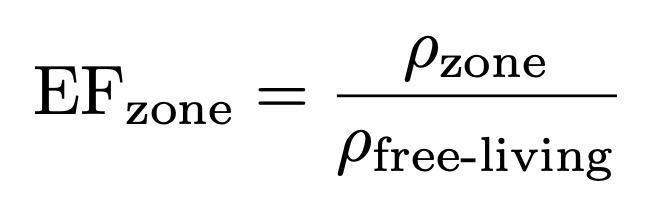 EF_zone = ρ_zone / ρ_free-living